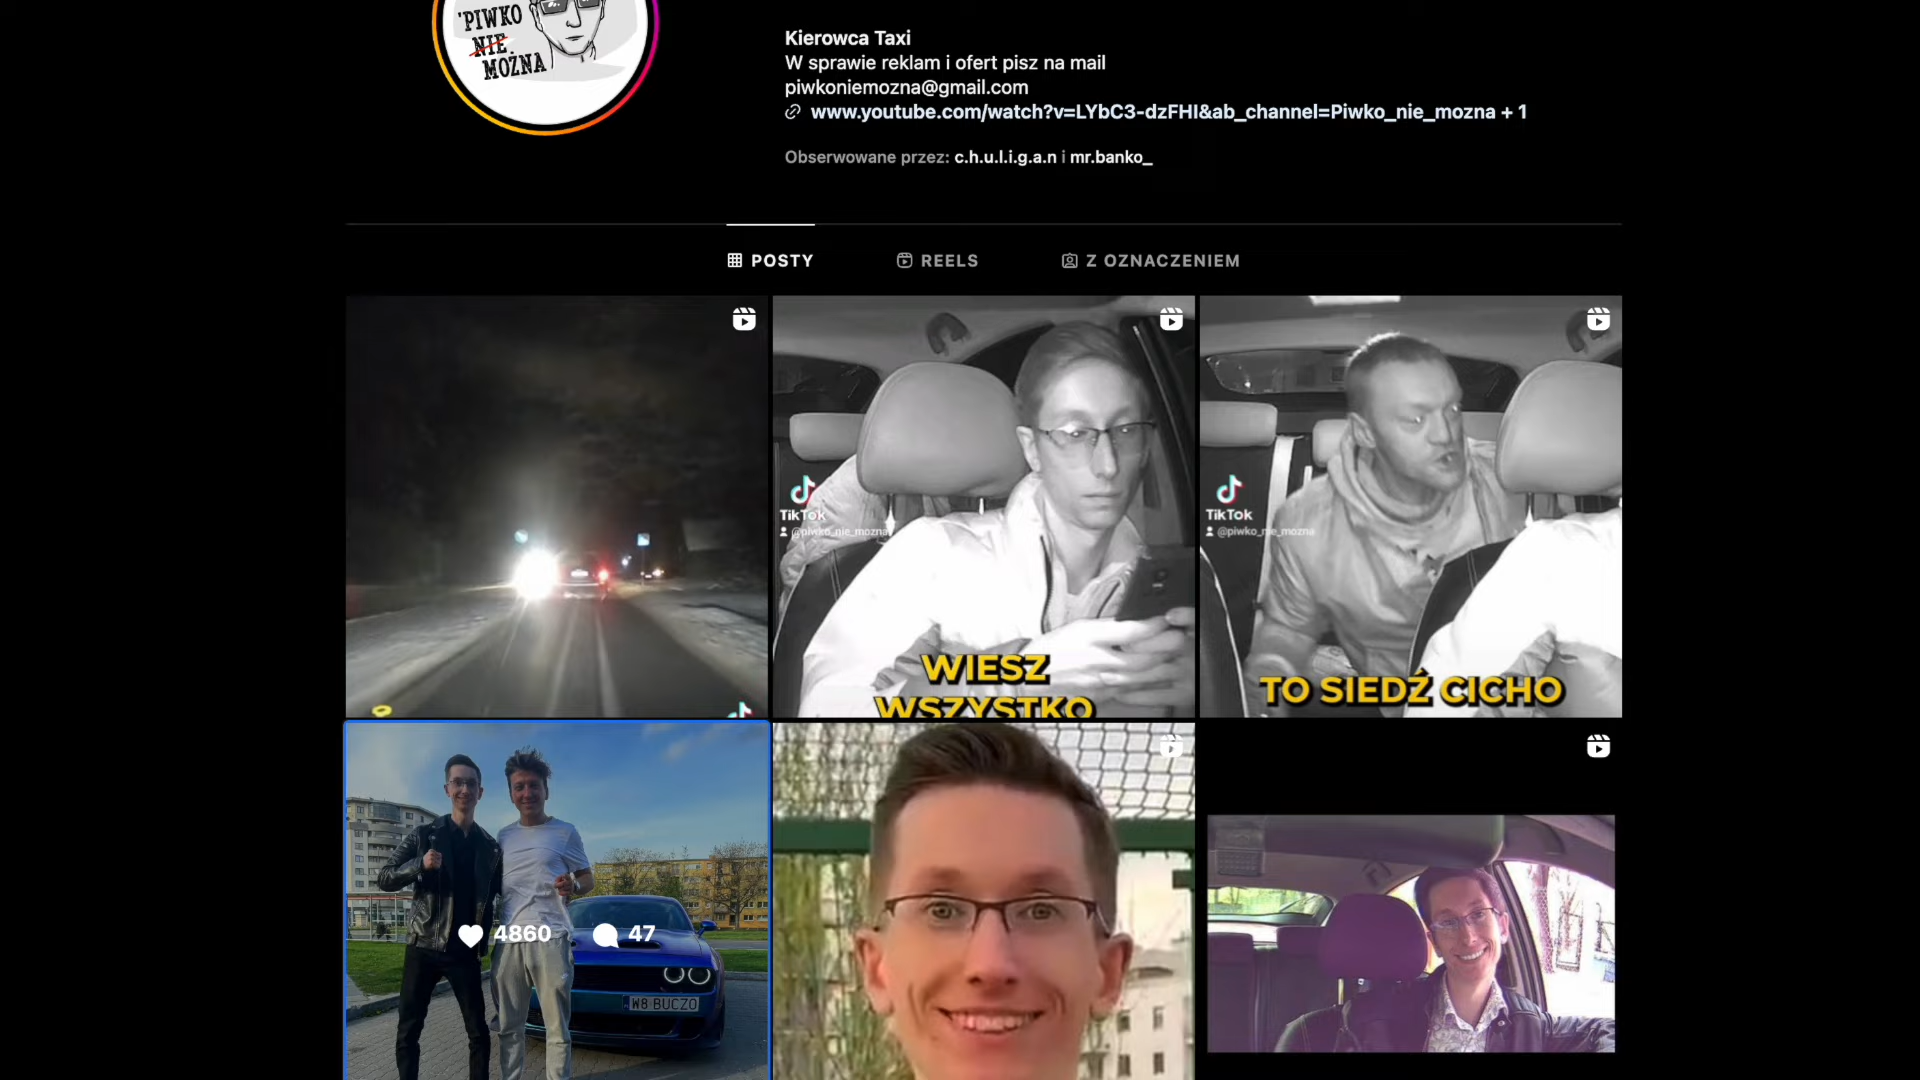 'PIWKO
NIE
MOŻNA
Kierowca Taxi
W sprawie reklam i ofert pisz na mail
piwkoniemozna@gmail.com
www.youtube.com/watch?v=LYbC3-dzFHI&ab_channel=Piwko_nie_mozna + 1
Obserwowane przez: c.h.u.l.i.g.a.n i mr.banko_
POSTY
REELS
Z OZNACZENIEM
TikTok
@piwko_nie_mozna
WIESZ
WSZYSTKO
TikTok
@piwko_nie_mozna
TO SIEDŹ CICHO
4860
47
W8 BUCZO